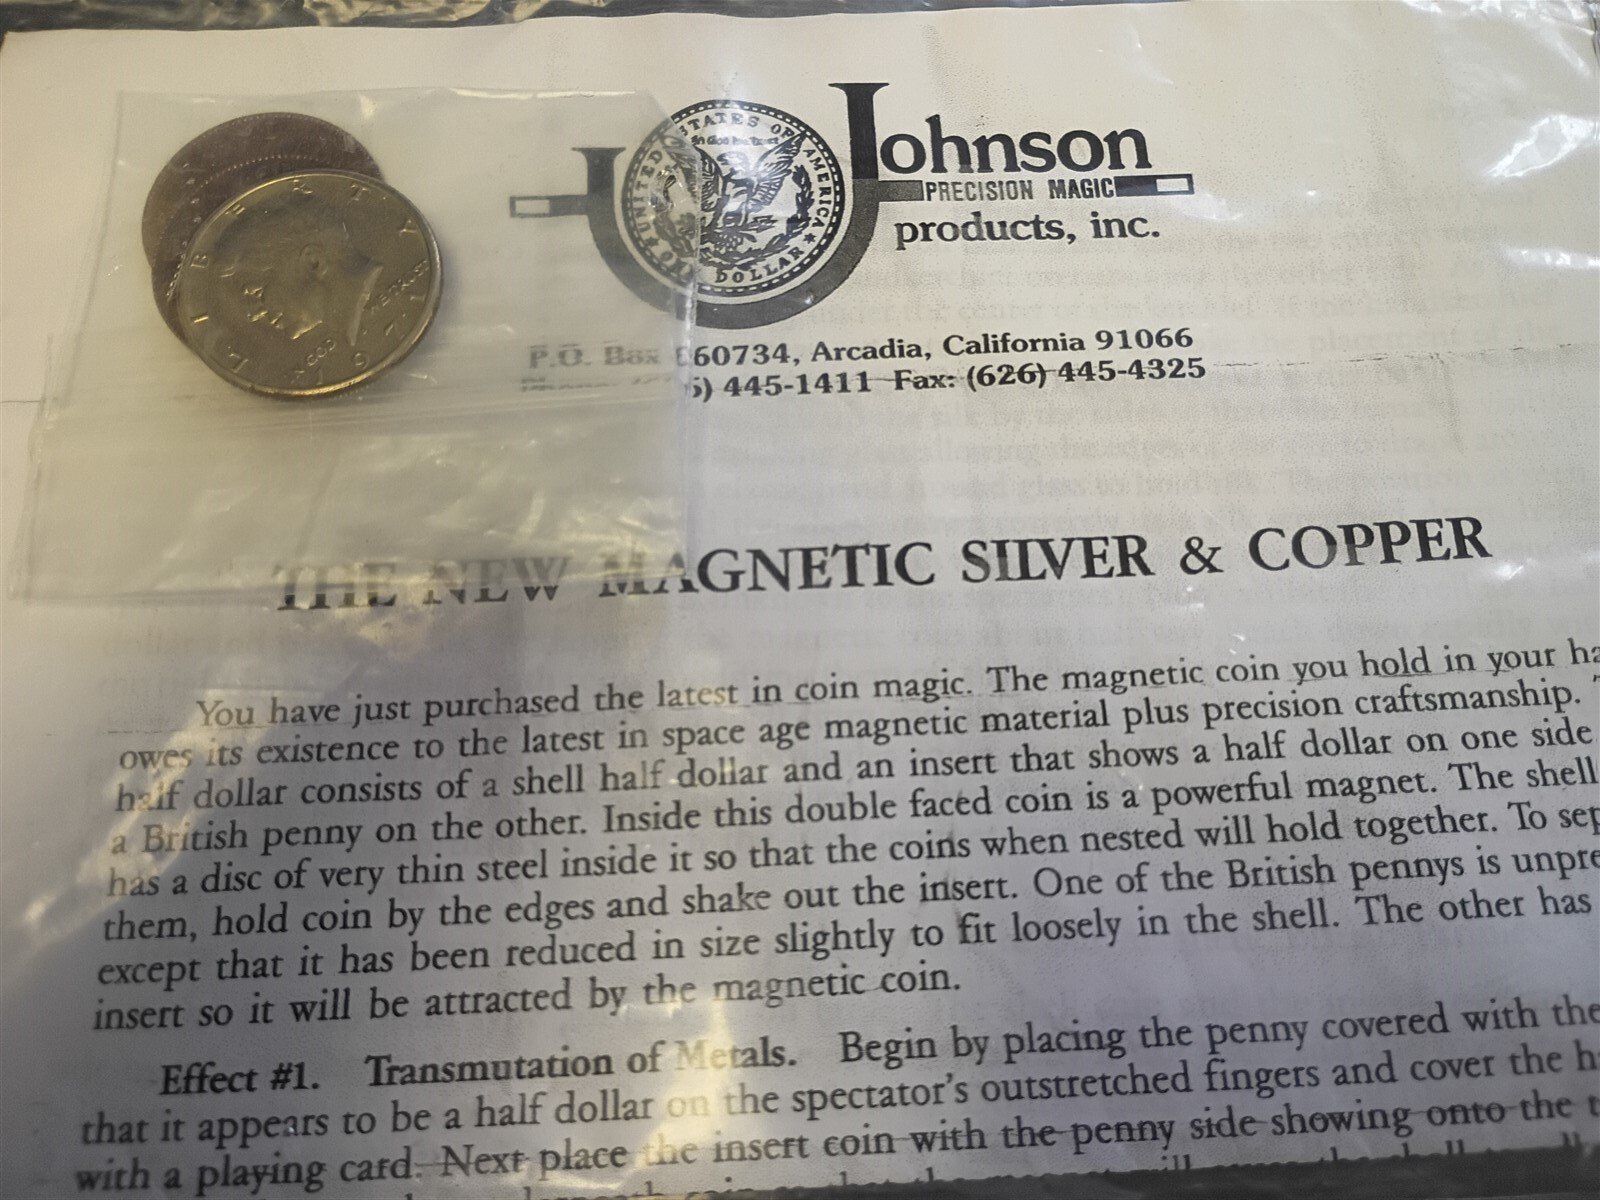 LIBERTY
GOD WE TRUST
1971
UNITED STATES OF AMERICA
In God We Trust
ONE DOLLAR
Johnson
PRECISION MAGIC
products, inc.
P.O. Box 660734, Arcadia, California 91066
445-1411 Fax: (626) 445-4325
THE NEW MAGNETIC SILVER & COPPER
You have just purchased the latest in coin magic. The magnetic coin you hold in your
owes its existence to the latest in space age magnetic material plus precision craftsmanship.
half dollar consists of a shell half dollar and an insert that shows a half dollar on one side
a British penny on the other. Inside this double faced coin is a powerful magnet. The shell
has a disc of very thin steel inside it so that the coins when nested will hold together. To
them, hold coin by the edges and shake out the insert. One of the British pennys is
except that it has been reduced in size slightly to fit loosely in the shell. The other has
insert so it will be attracted by the magnetic coin.
Effect #1. Transmutation of Metals. Begin by placing the penny covered with the
that it appears to be a half dollar on the spectator's outstretched fingers and cover the
with a playing card. Next place the insert coin with the penny side showing onto the